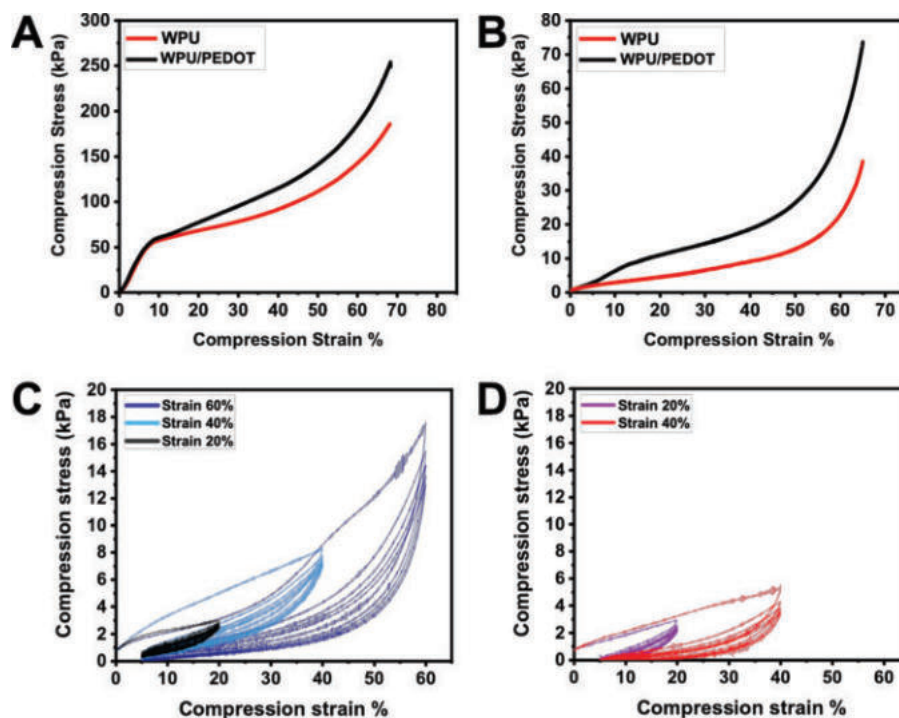 A
Compression Stress (kPa)
300
250
200
150
100
50
0
WPU
WPU/PEDOT
0 10 20 30 40 50 60 70 80
Compression Strain %
B
Compression Stress (kPa)
80
70
60
50
40
30
20
10
0
WPU
WPU/PEDOT
0 10 20 30 40 50 60 70
Compression Strain %
C
Compression stress (kPa)
20
18
16
14
12
10
8
6
4
2
0
Strain 60%
Strain 40%
Strain 20%
0 10 20 30 40 50 60
Compression strain %
D
Compression stress (kPa)
20
18
16
14
12
10
8
6
4
2
0
Strain 20%
Strain 40%
0 10 20 30 40 50 60
Compression strain %